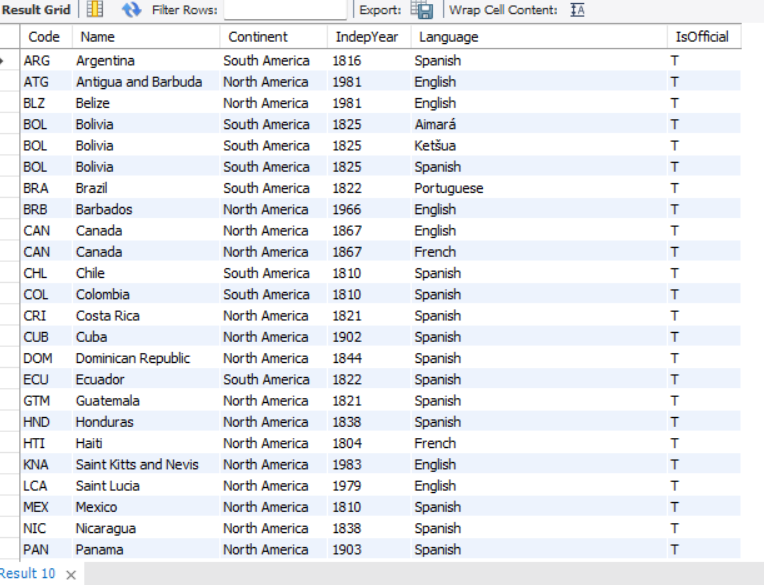 Result Grid Filter Rows: Export: Wrap Cell Content: IA
Code Name Continent IndepYear Language IsOfficial
ARG Argentina South America 1816 Spanish T
ATG Antigua and Barbuda North America 1981 English T
BLZ Belize North America 1981 English T
BOL Bolivia South America 1825 Aimará T
BOL Bolivia South America 1825 Ketšua T
BOL Bolivia South America 1825 Spanish T
BRA Brazil South America 1822 Portuguese T
BRB Barbados North America 1966 English T
CAN Canada North America 1867 English T
CAN Canada North America 1867 French T
CHL Chile South America 1810 Spanish T
COL Colombia South America 1810 Spanish T
CRI Costa Rica North America 1821 Spanish T
CUB Cuba North America 1902 Spanish T
DOM Dominican Republic North America 1844 Spanish T
ECU Ecuador South America 1822 Spanish T
GTM Guatemala North America 1821 Spanish T
HND Honduras North America 1838 Spanish T
HTI Haiti North America 1804 French T
KNA Saint Kitts and Nevis North America 1983 English T
LCA Saint Lucia North America 1979 English T
MEX Mexico North America 1810 Spanish T
NIC Nicaragua North America 1838 Spanish T
PAN Panama North America 1903 Spanish T
Result 10